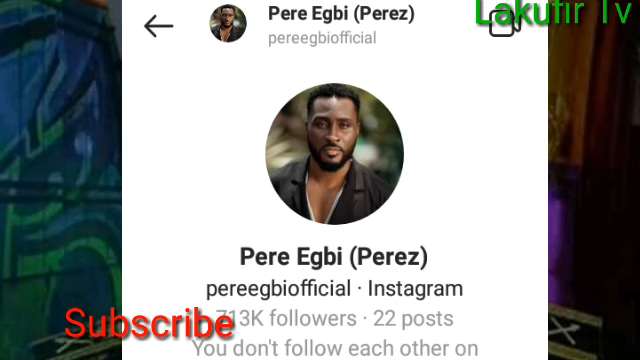 Pere Egbi (Perez)
pereegbiofficial
Lakufir Tv
Pere Egbi (Perez)
pereegbiofficial · Instagram
713K followers · 22 posts
Subscribe
You don't follow each other on